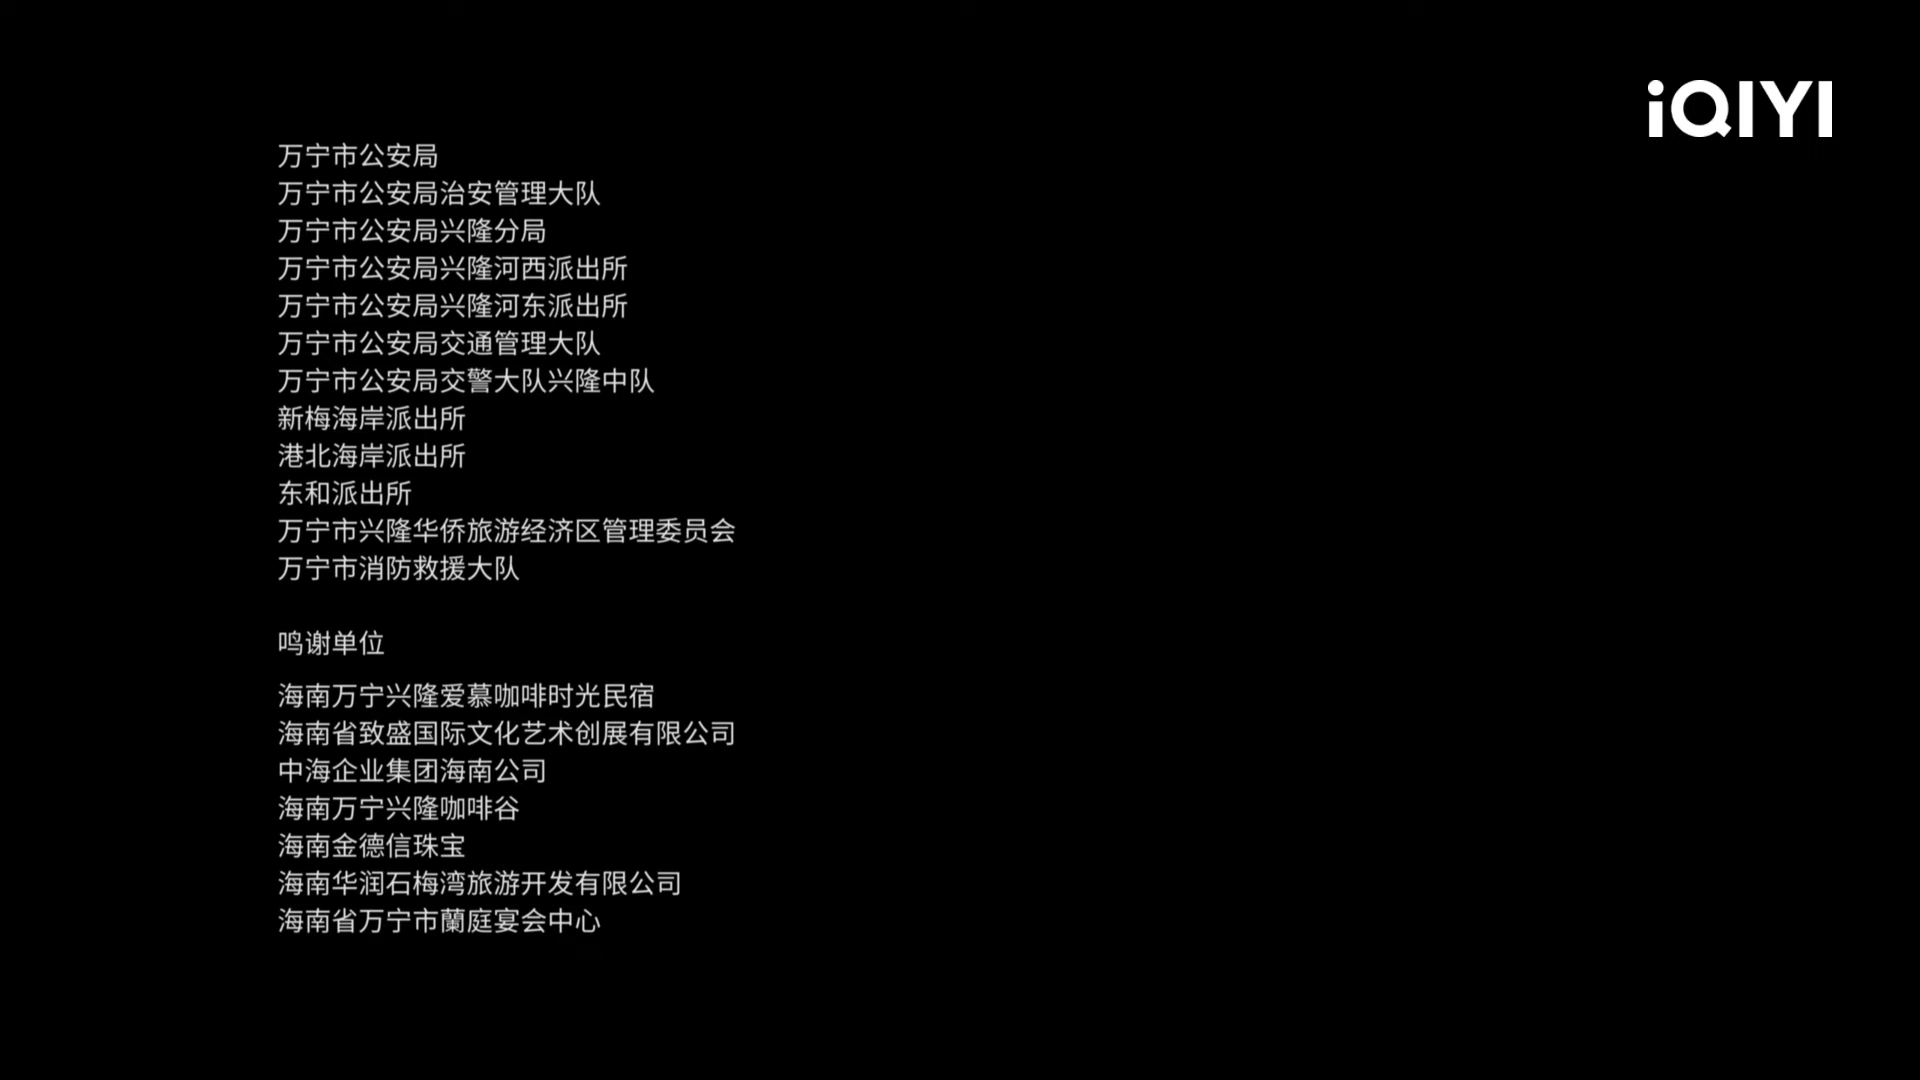 iQIYI
万宁市公安局
万宁市公安局治安管理大队
万宁市公安局兴隆分局
万宁市公安局兴隆河西派出所
万宁市公安局兴隆河东派出所
万宁市公安局交通管理大队
万宁市公安局交警大队兴隆中队
新梅海岸派出所
港北海岸派出所
东和派出所
万宁市兴隆华侨旅游经济区管理委员会
万宁市消防救援大队
鸣谢单位
海南万宁兴隆爱慕咖啡时光民宿
海南省致盛国际文化艺术创展有限公司
中海企业集团海南公司
海南万宁兴隆咖啡谷
海南金德信珠宝
海南华润石梅湾旅游开发有限公司
海南省万宁市蘭庭宴会中心